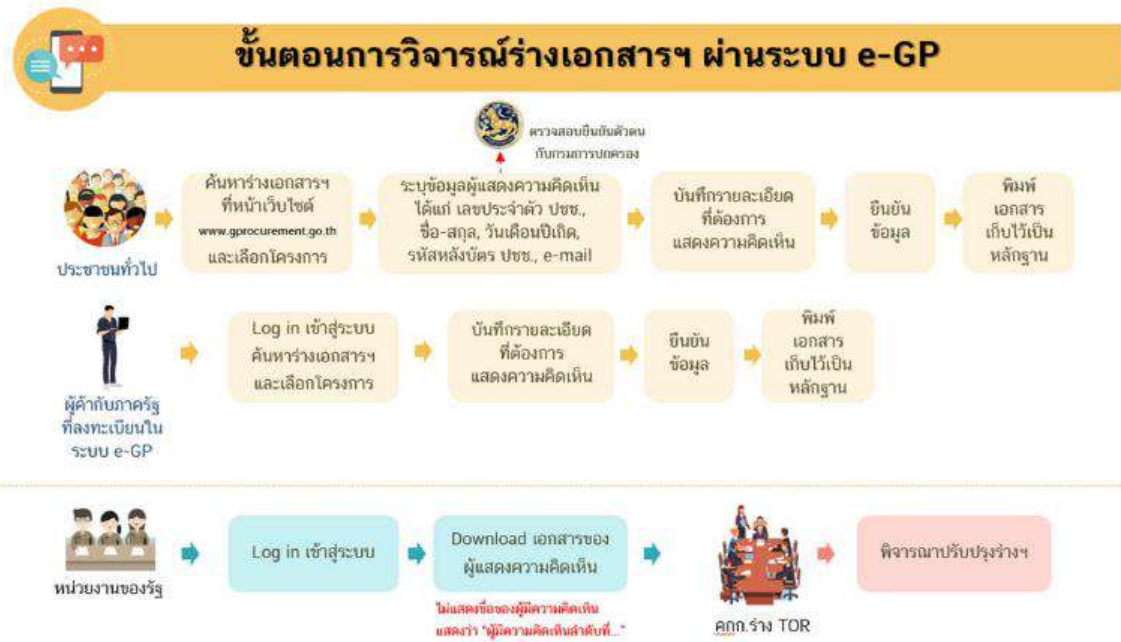 ขั้นตอนการวิจารณ์ร่างเอกสารฯ ผ่านระบบ e-GP
ตรวจสอบยืนยันตัวตน
กับกรมการปกครอง
ประชาชนทั่วไป
ค้นหาร่างเอกสารฯ
ที่หน้าเว็บไซต์
www.gprocurement.go.th
และเลือกโครงการ
ระบุข้อมูลผู้แสดงความคิดเห็น
ได้แก่ เลขประจำตัว ปชช.,
ชื่อ-สกุล, วันเดือนปีเกิด,
รหัสหลังบัตร ปชช., e-mail
บันทึกรายละเอียด
ที่ต้องการ
แสดงความคิดเห็น
ยืนยัน
ข้อมูล
พิมพ์
เอกสาร
เก็บไว้เป็น
หลักฐาน
ผู้ค้ากับภาครัฐ
ที่ลงทะเบียนใน
ระบบ e-GP
Log in เข้าสู่ระบบ
ค้นหาร่างเอกสารฯ
และเลือกโครงการ
บันทึกรายละเอียด
ที่ต้องการ
แสดงความคิดเห็น
ยืนยัน
ข้อมูล
พิมพ์
เอกสาร
เก็บไว้เป็น
หลักฐาน
หน่วยงานของรัฐ
Log in เข้าสู่ระบบ
Download เอกสารของ
ผู้แสดงความคิดเห็น
ไม่แสดงชื่อของผู้มีความคิดเห็น
แสดงว่า "ผู้มีความคิดเห็นลำดับที่..."
คกก.ร่าง TOR
พิจารณาปรับปรุงร่างฯ